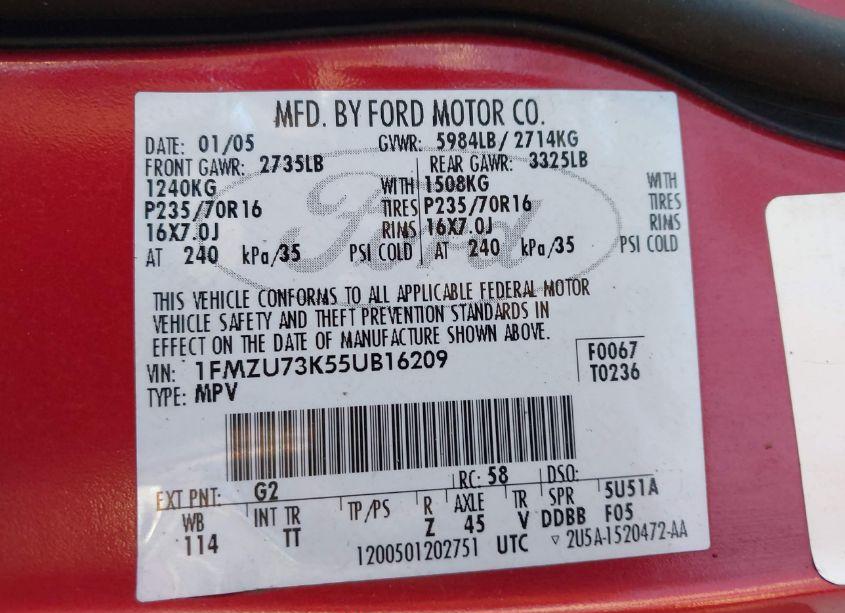 MFD. BY FORD MOTOR CO.
DATE: 01/05 GVWR: 5984LB/ 2714KG
FRONT GAWR: 2735LB REAR GAWR: 3325LB
1240KG WITH 1508KG WITH
P235/70R16 TIRES P235/70R16 TIRES
16X7.0J RIMS 16X7.0J RIMS
AT 240 kPa/35 PSI COLD AT 240 kPa/35 PSI COLD
Ford
THIS VEHICLE CONFORMS TO ALL APPLICABLE FEDERAL MOTOR
VEHICLE SAFETY AND THEFT PREVENTION STANDARDS IN
EFFECT ON THE DATE OF MANUFACTURE SHOWN ABOVE.
VIN: 1FMZU73K55UB16209 F0067
TYPE: MPV T0236
EXT PNT: G2 RC: 58 DSO:
WB INT TR TP/PS R AXLE TR SPR 5U51A
114 TT Z 45 V DDBB F05
1200501202751 UTC ▽ 2U5A-1520472-AA